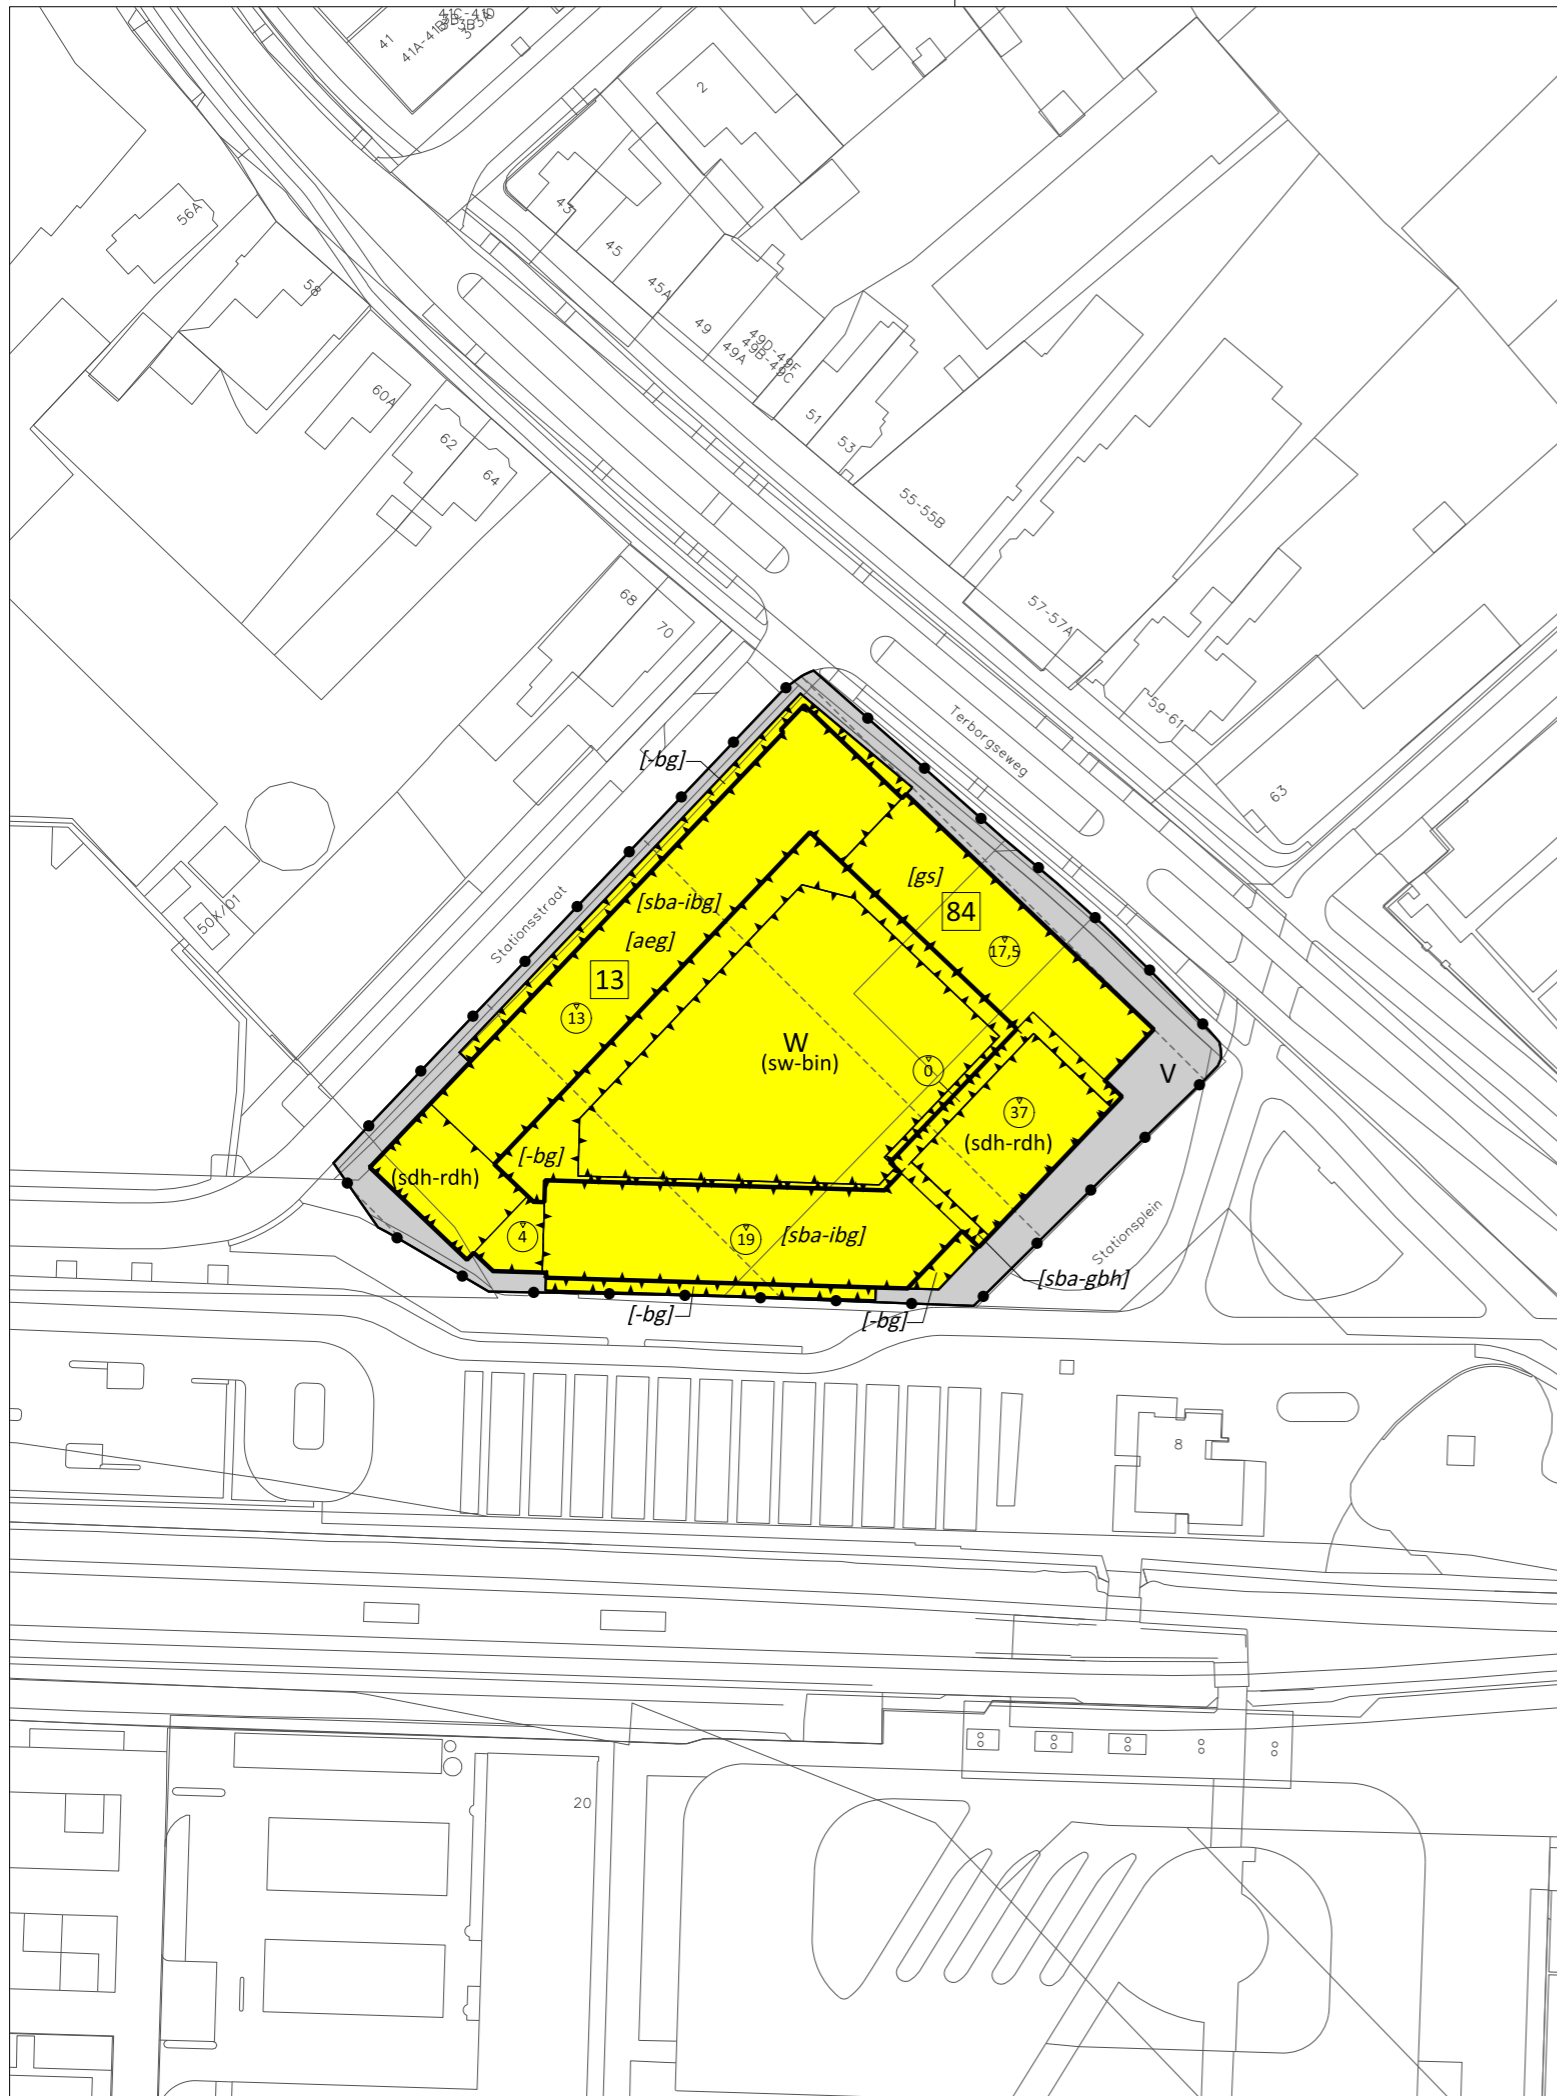 41
2
56A
43
45
58
45A
49
49A
49D-49F
49B-49C
60A
51
53
62
64
55-55B
68
57-57A
70
59-61
Terborgseweg
[-bg]
63
[gs]
50X/01
Stationsstraat
[sba-ibg]
84
[aeg]
17,5
13
13
W
(sw-bin)
0
V
37
(sdh-rdh)
[-bg]
(sdh-rdh)
4
19
[sba-ibg]
Stationsplein
[sba-gbh]
[-bg]
[-bg]
8
20